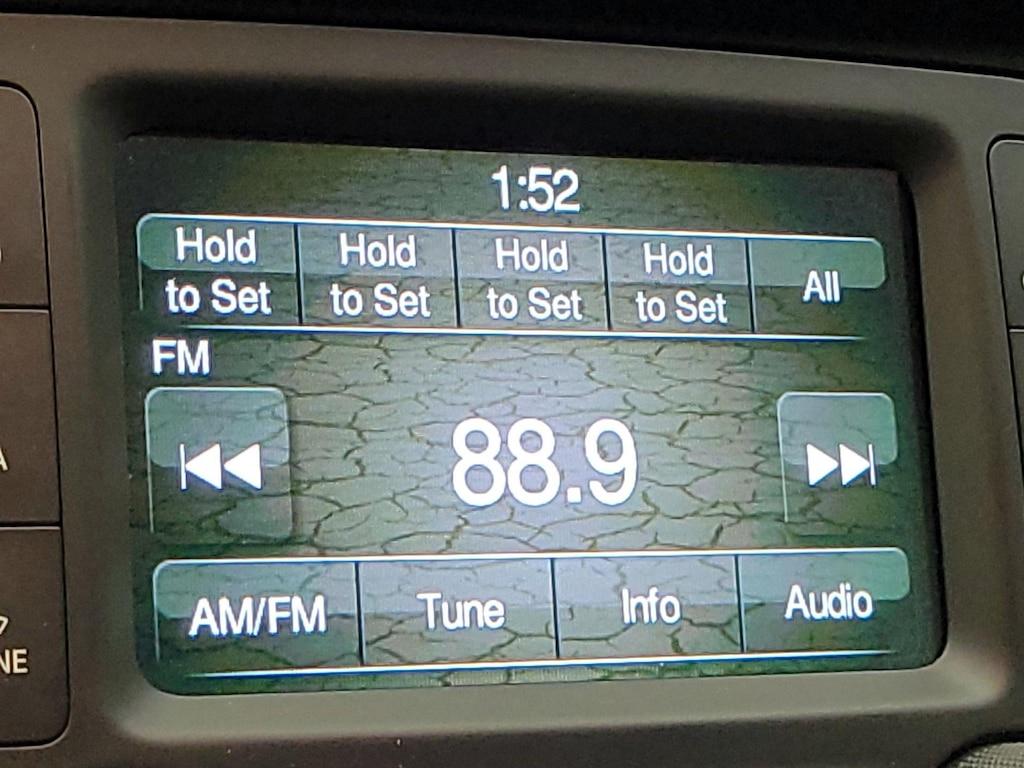 1:52
Hold to Set
Hold to Set
Hold to Set
Hold to Set
All
FM
88.9
AM/FM
Tune
Info
Audio